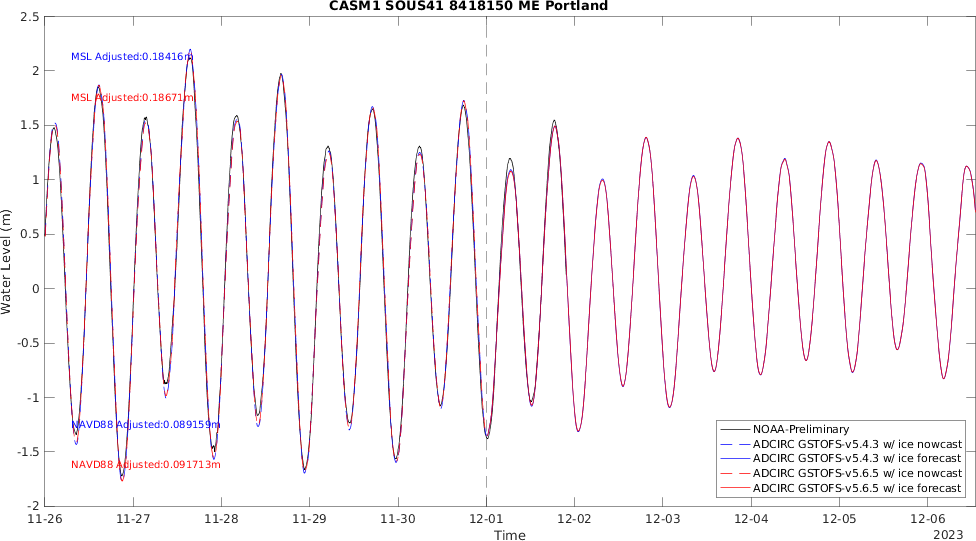 CASM1 SOUS41 8418150 ME Portland
2.5
2
1.5
1
0.5
0
-0.5
-1
-1.5
-2
Water Level (m)
MSL Adjusted:0.18416m
MSL Adjusted:0.18671m
NAVD88 Adjusted:0.089159m
NAVD88 Adjusted:0.091713m
NOAA-Preliminary
ADCIRC GSTOFS-v5.4.3 w/ ice nowcast
ADCIRC GSTOFS-v5.4.3 w/ ice forecast
ADCIRC GSTOFS-v5.6.5 w/ ice nowcast
ADCIRC GSTOFS-v5.6.5 w/ ice forecast
11-26 11-27 11-28 11-29 11-30 12-01 12-02 12-03 12-04 12-05 12-06
Time
2023